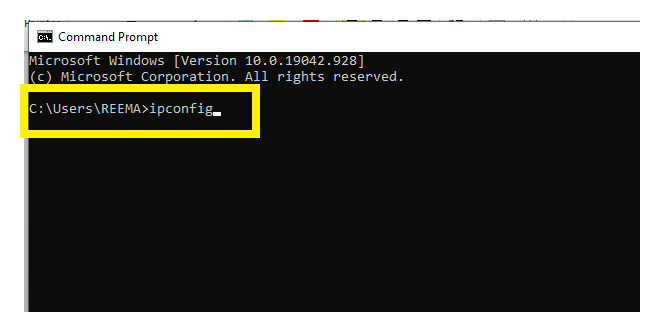 Command Prompt
Microsoft Windows [Version 10.0.19042.928]
(c) Microsoft Corporation. All rights reserved.
C:\Users\REEMA>ipconfig